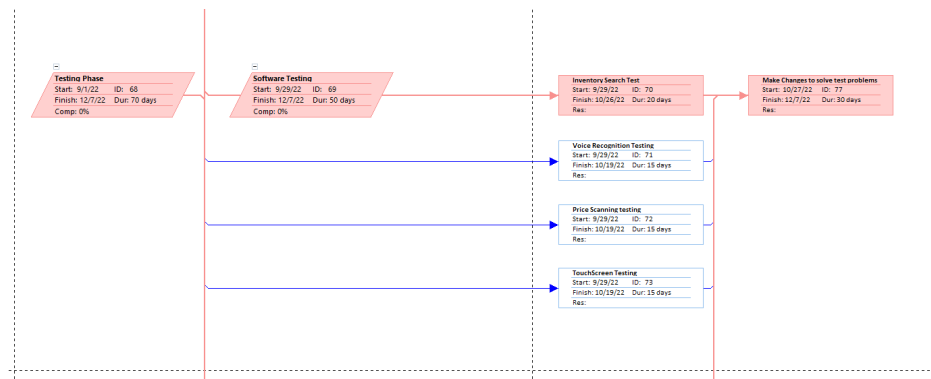 Testing Phase
Start: 9/1/22 ID: 68
Finish: 12/7/22 Dur: 70 days
Comp: 0%
Software Testing
Start: 9/29/22 ID: 69
Finish: 12/7/22 Dur: 50 days
Comp: 0%
Inventory Search Test
Start: 9/29/22 ID: 70
Finish: 10/26/22 Dur: 20 days
Res:
Make Changes to solve test problems
Start: 10/27/22 ID: 77
Finish: 12/7/22 Dur: 30 days
Res:
Voice Recognition Testing
Start: 9/29/22 ID: 71
Finish: 10/19/22 Dur: 15 days
Res:
Price Scanning testing
Start: 9/29/22 ID: 72
Finish: 10/19/22 Dur: 15 days
Res:
TouchScreen Testing
Start: 9/29/22 ID: 73
Finish: 10/19/22 Dur: 15 days
Res: